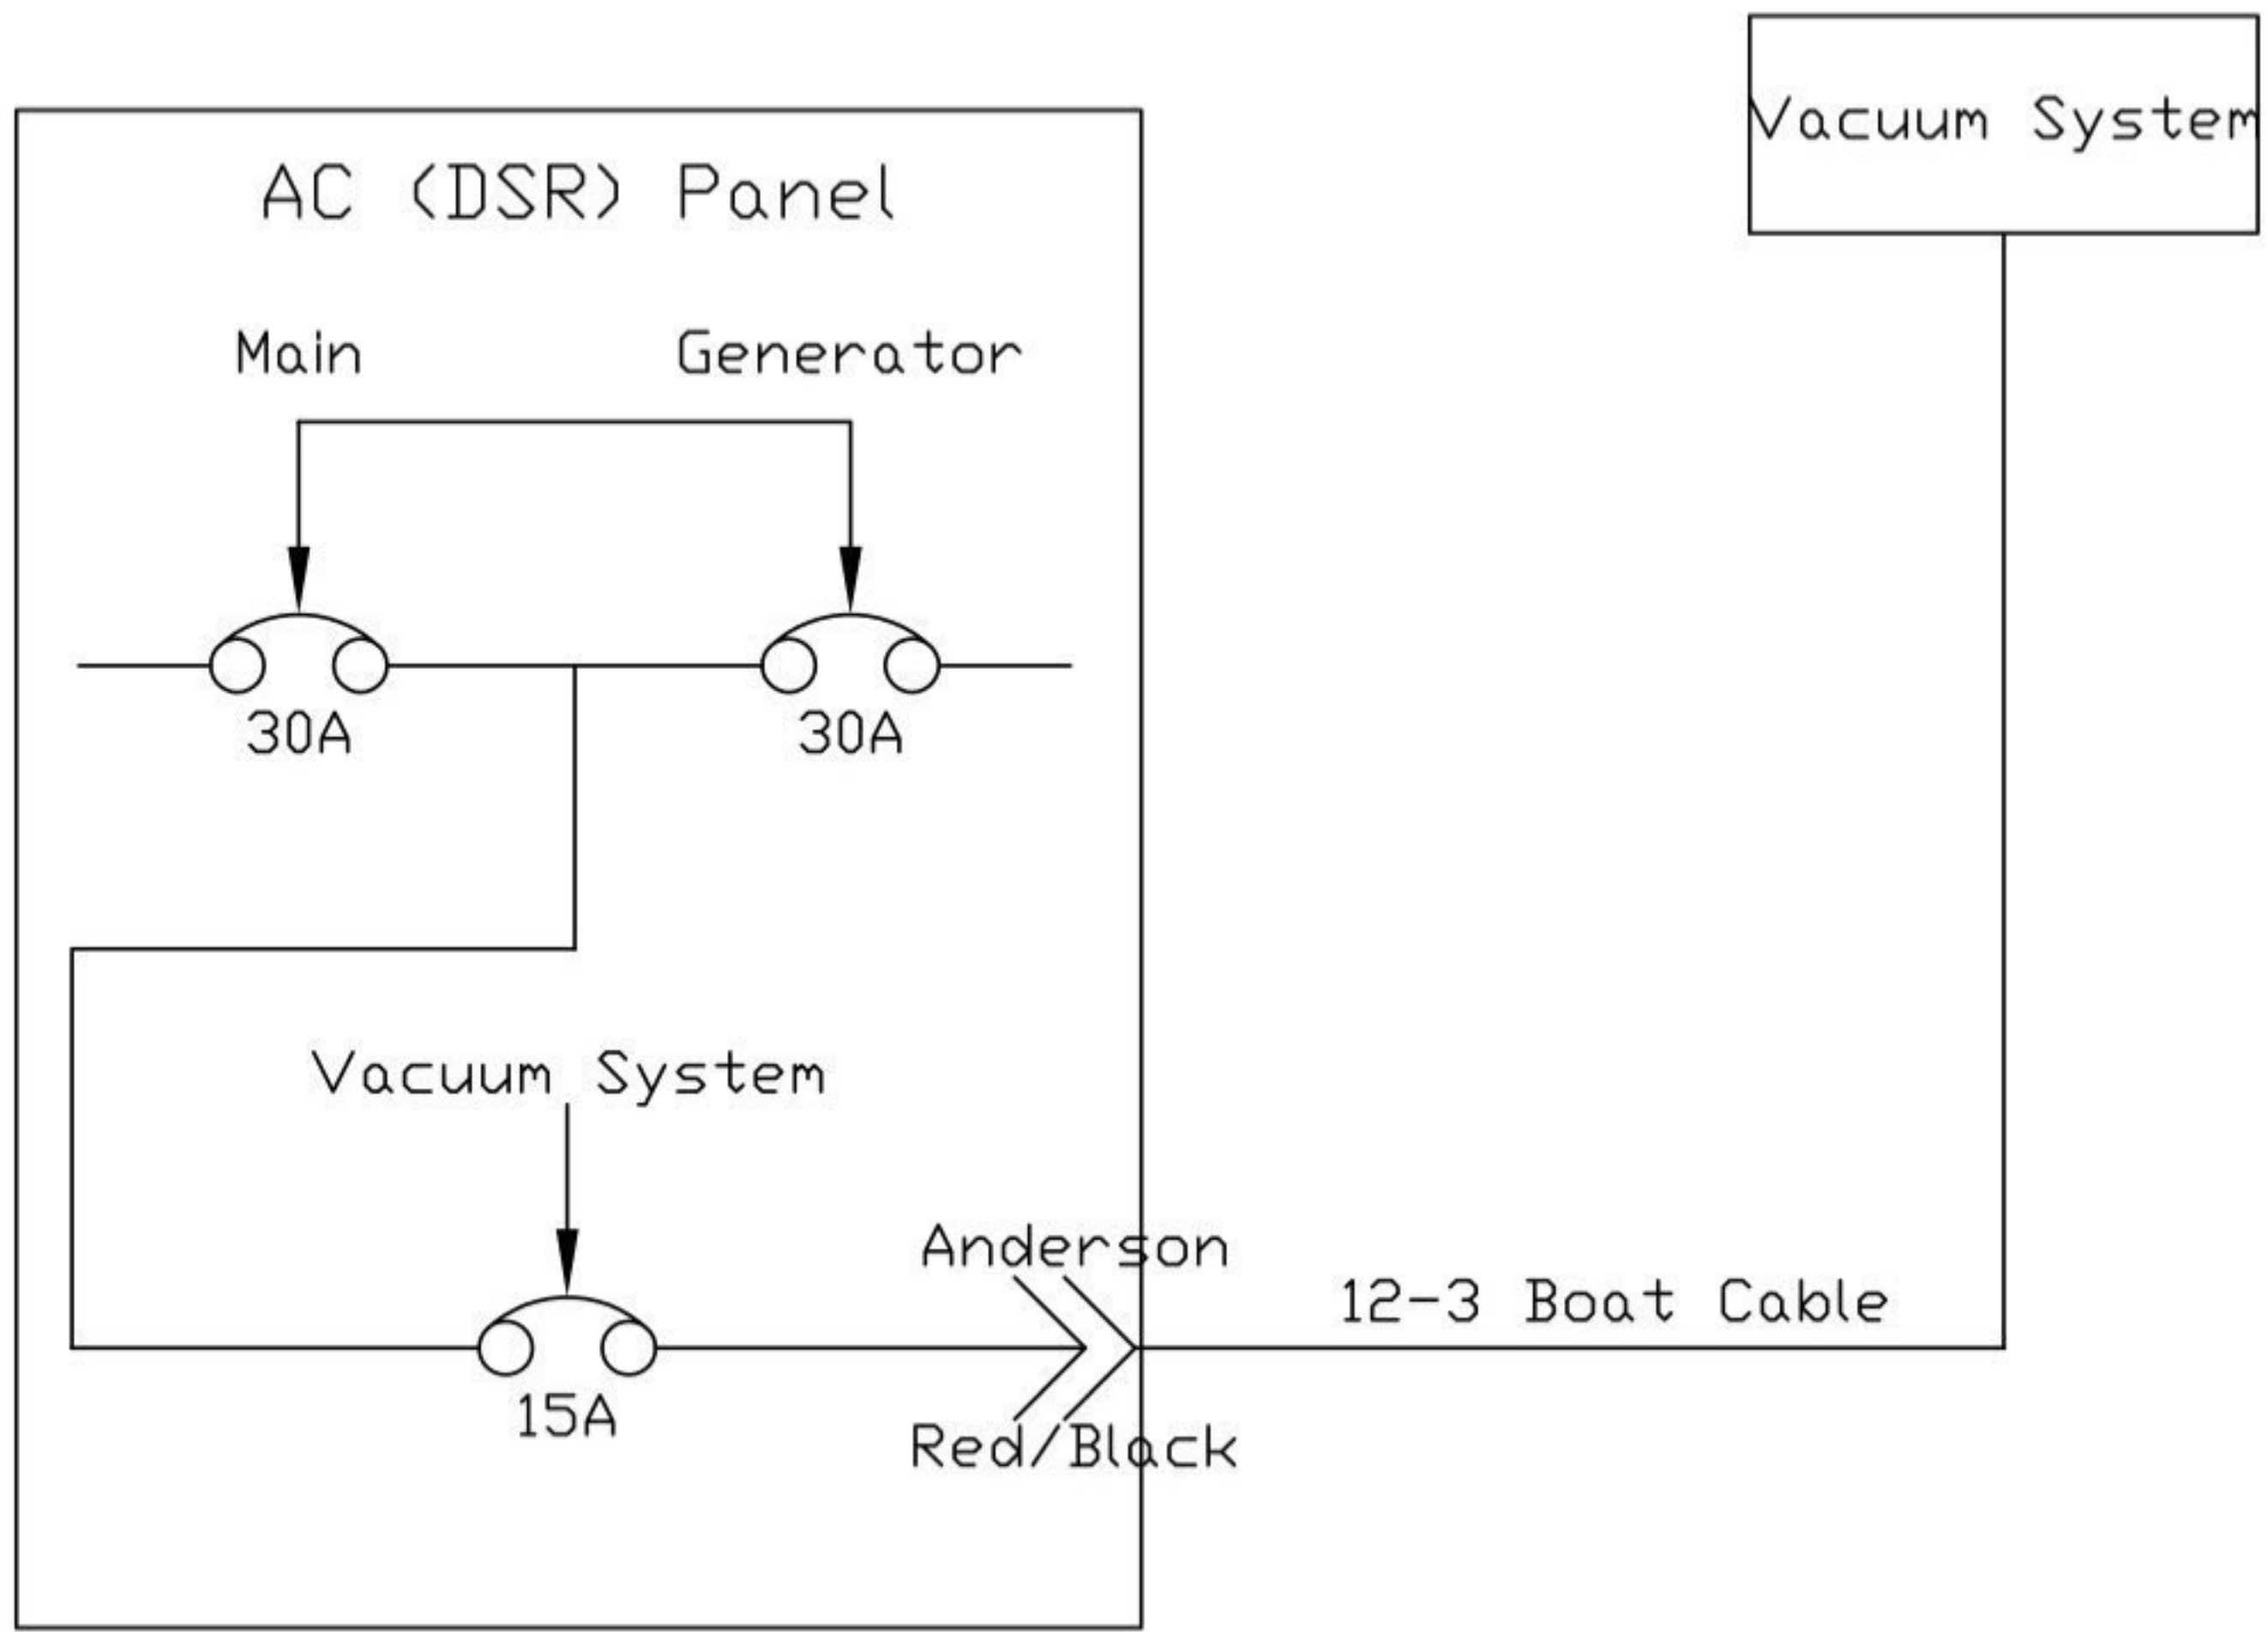 Vacuum System
AC (DSR) Panel
Main Generator
30A 30A
Vacuum System
Anderson
12-3 Boat Cable
15A
Red/Black